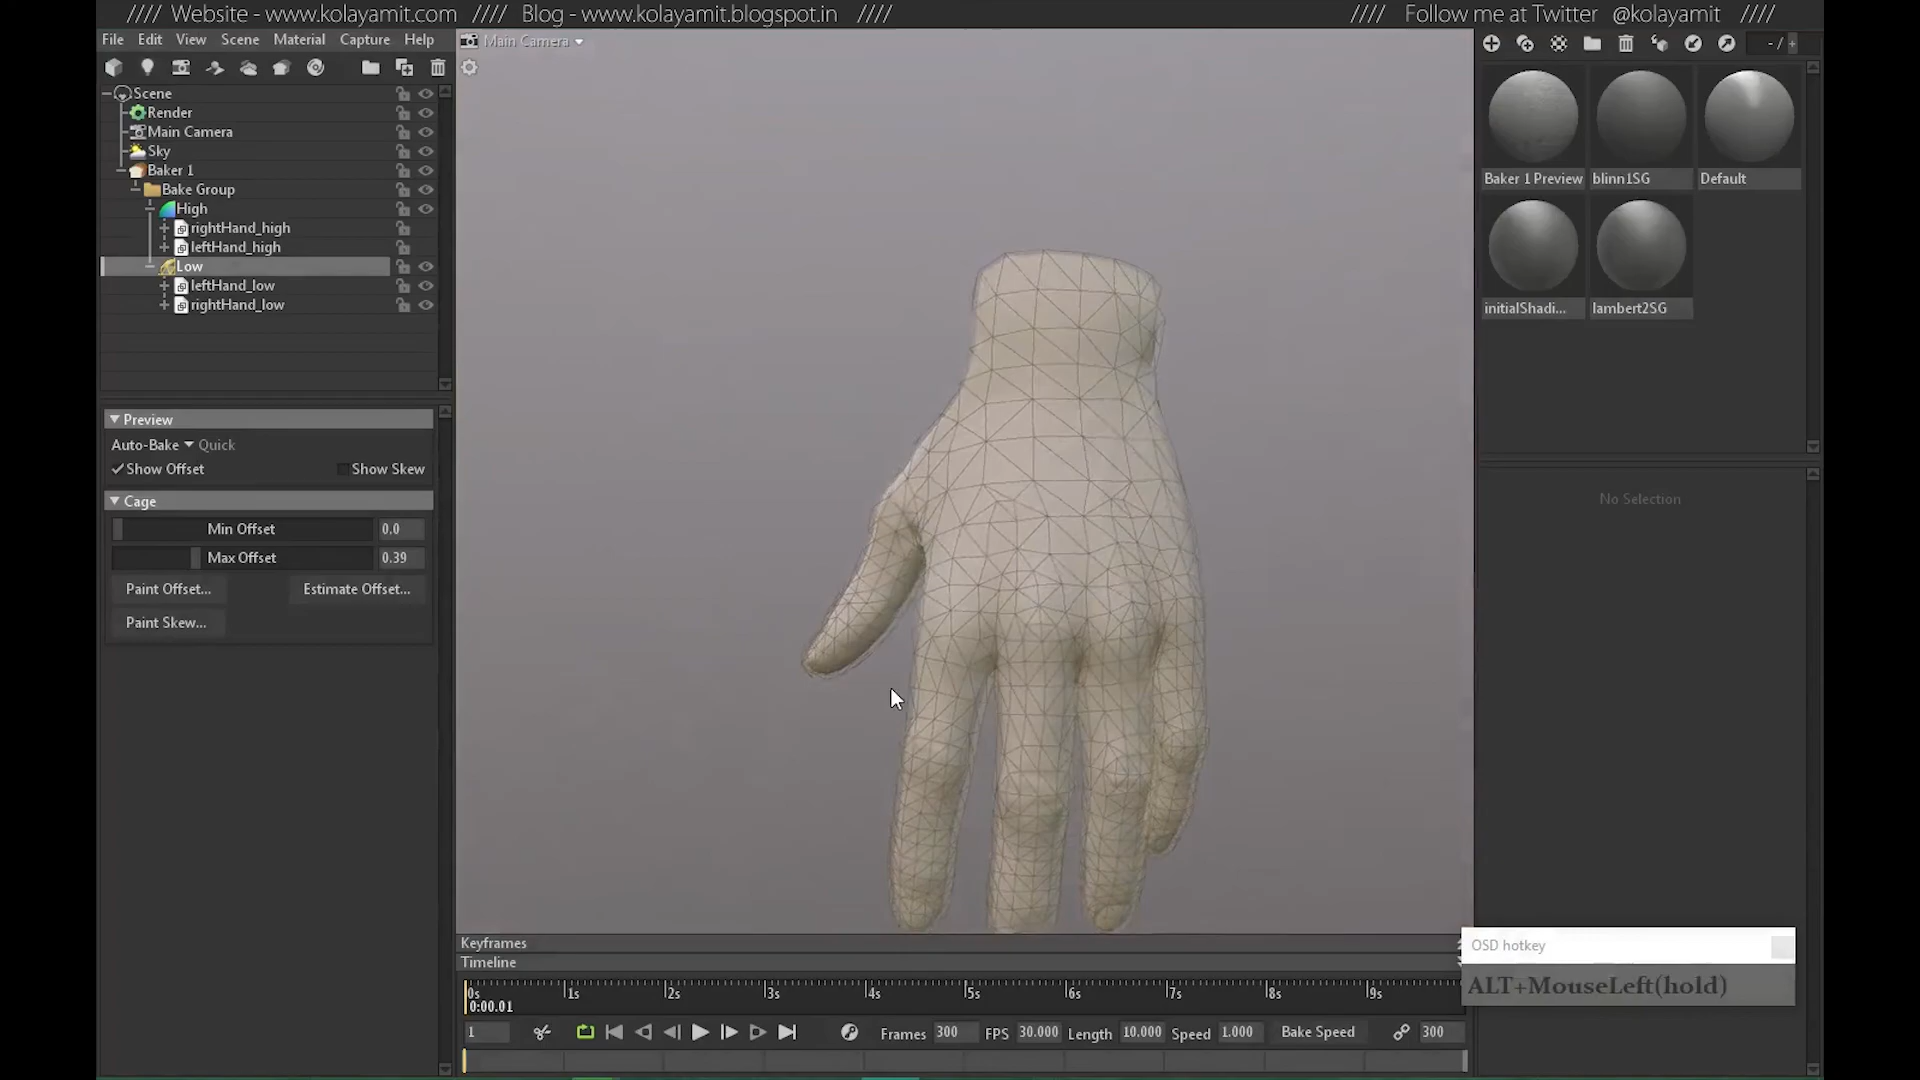 //// Website - www.kolayamit.com //// Blog - www.kolayamit.blogspot.in //// //// Follow me at Twitter @kolayamit ////
File Edit View Scene Material Capture Help
Main Camera
- / +
Scene
Render
Main Camera
Sky
Baker 1
Bake Group
High
rightHand_high
leftHand_high
Low
leftHand_low
rightHand_low
Baker 1 Preview blinn1SG Default
initialShadi... lambert2SG
Preview
Auto-Bake Quick
Show Offset Show Skew
Cage
Min Offset 0.0
Max Offset 0.39
Paint Offset... Estimate Offset...
Paint Skew...
No Selection
Keyframes
Timeline
0s 1s 2s 3s 4s 5s 6s 7s 8s 9s
0:00.01
1 Frames 300 FPS 30.000 Length 10.000 Speed 1.000 Bake Speed 300
OSD hotkey
ALT+MouseLeft(hold)